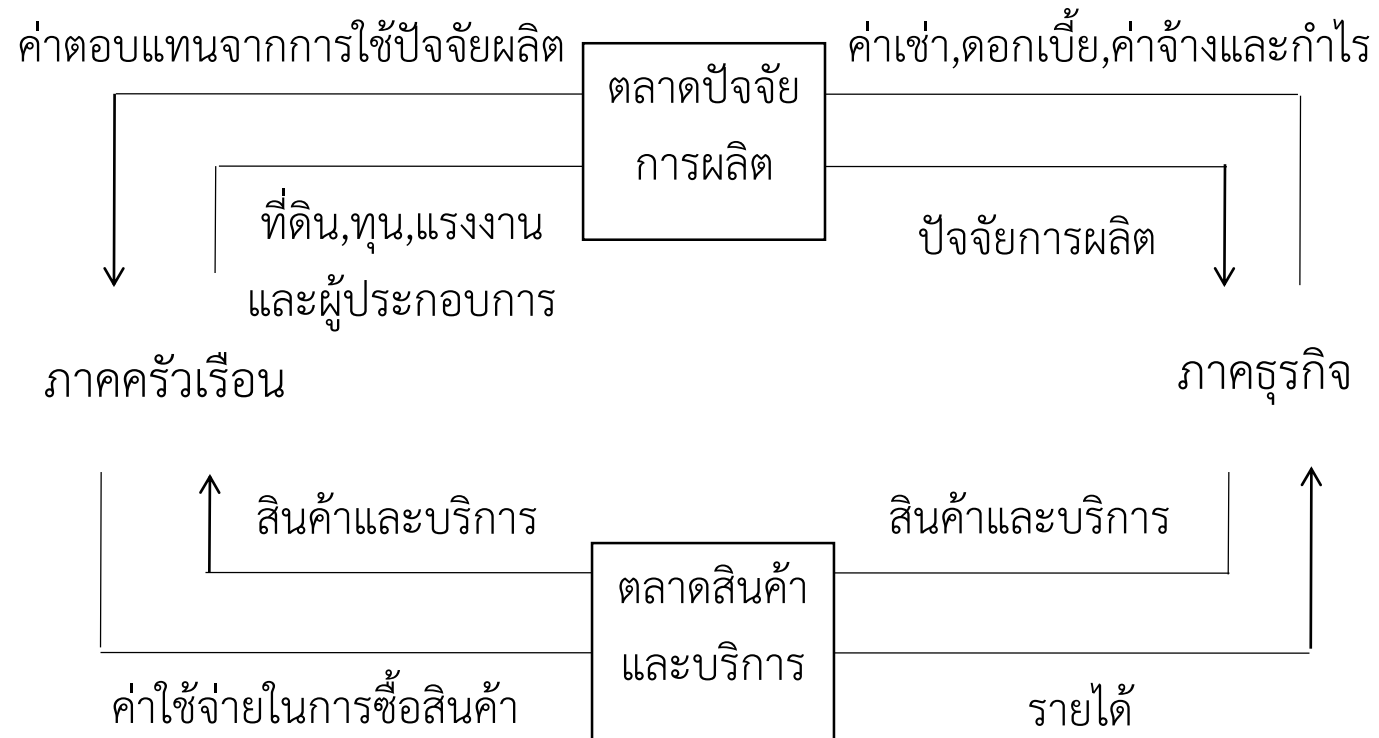 ค่าตอบแทนจากการใช้ปัจจัยผลิต
ค่าเช่า,ดอกเบี้ย,ค่าจ้างและกำไร
ตลาดปัจจัย
การผลิต
ที่ดิน,ทุน,แรงงาน
และผู้ประกอบการ
ปัจจัยการผลิต
ภาคครัวเรือน
ภาคธุรกิจ
สินค้าและบริการ
สินค้าและบริการ
ตลาดสินค้า
และบริการ
ค่าใช้จ่ายในการซื้อสินค้า
รายได้